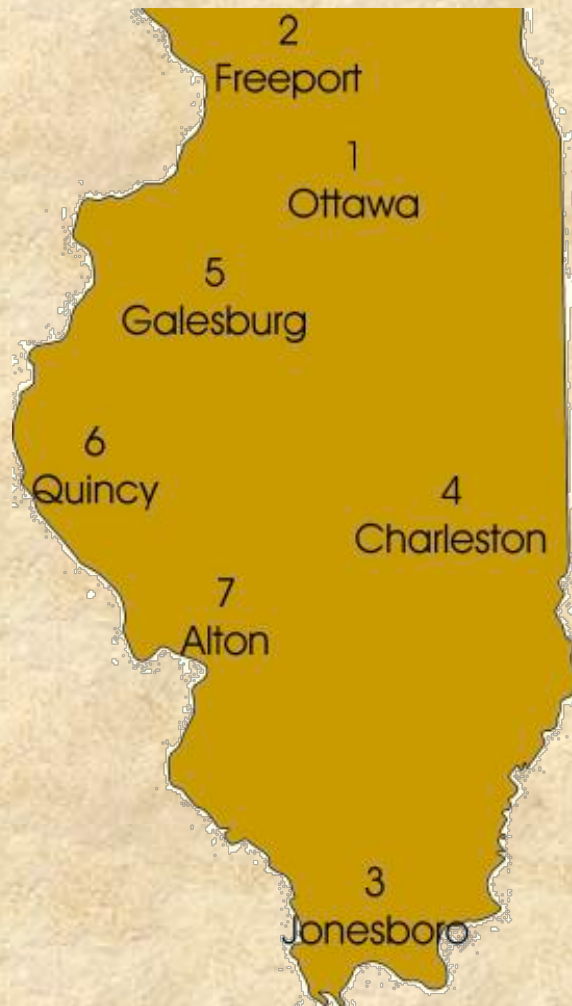 2
Freeport
1
Ottawa
5
Galesburg
6
Quincy
4
Charleston
7
Alton
3
Jonesboro